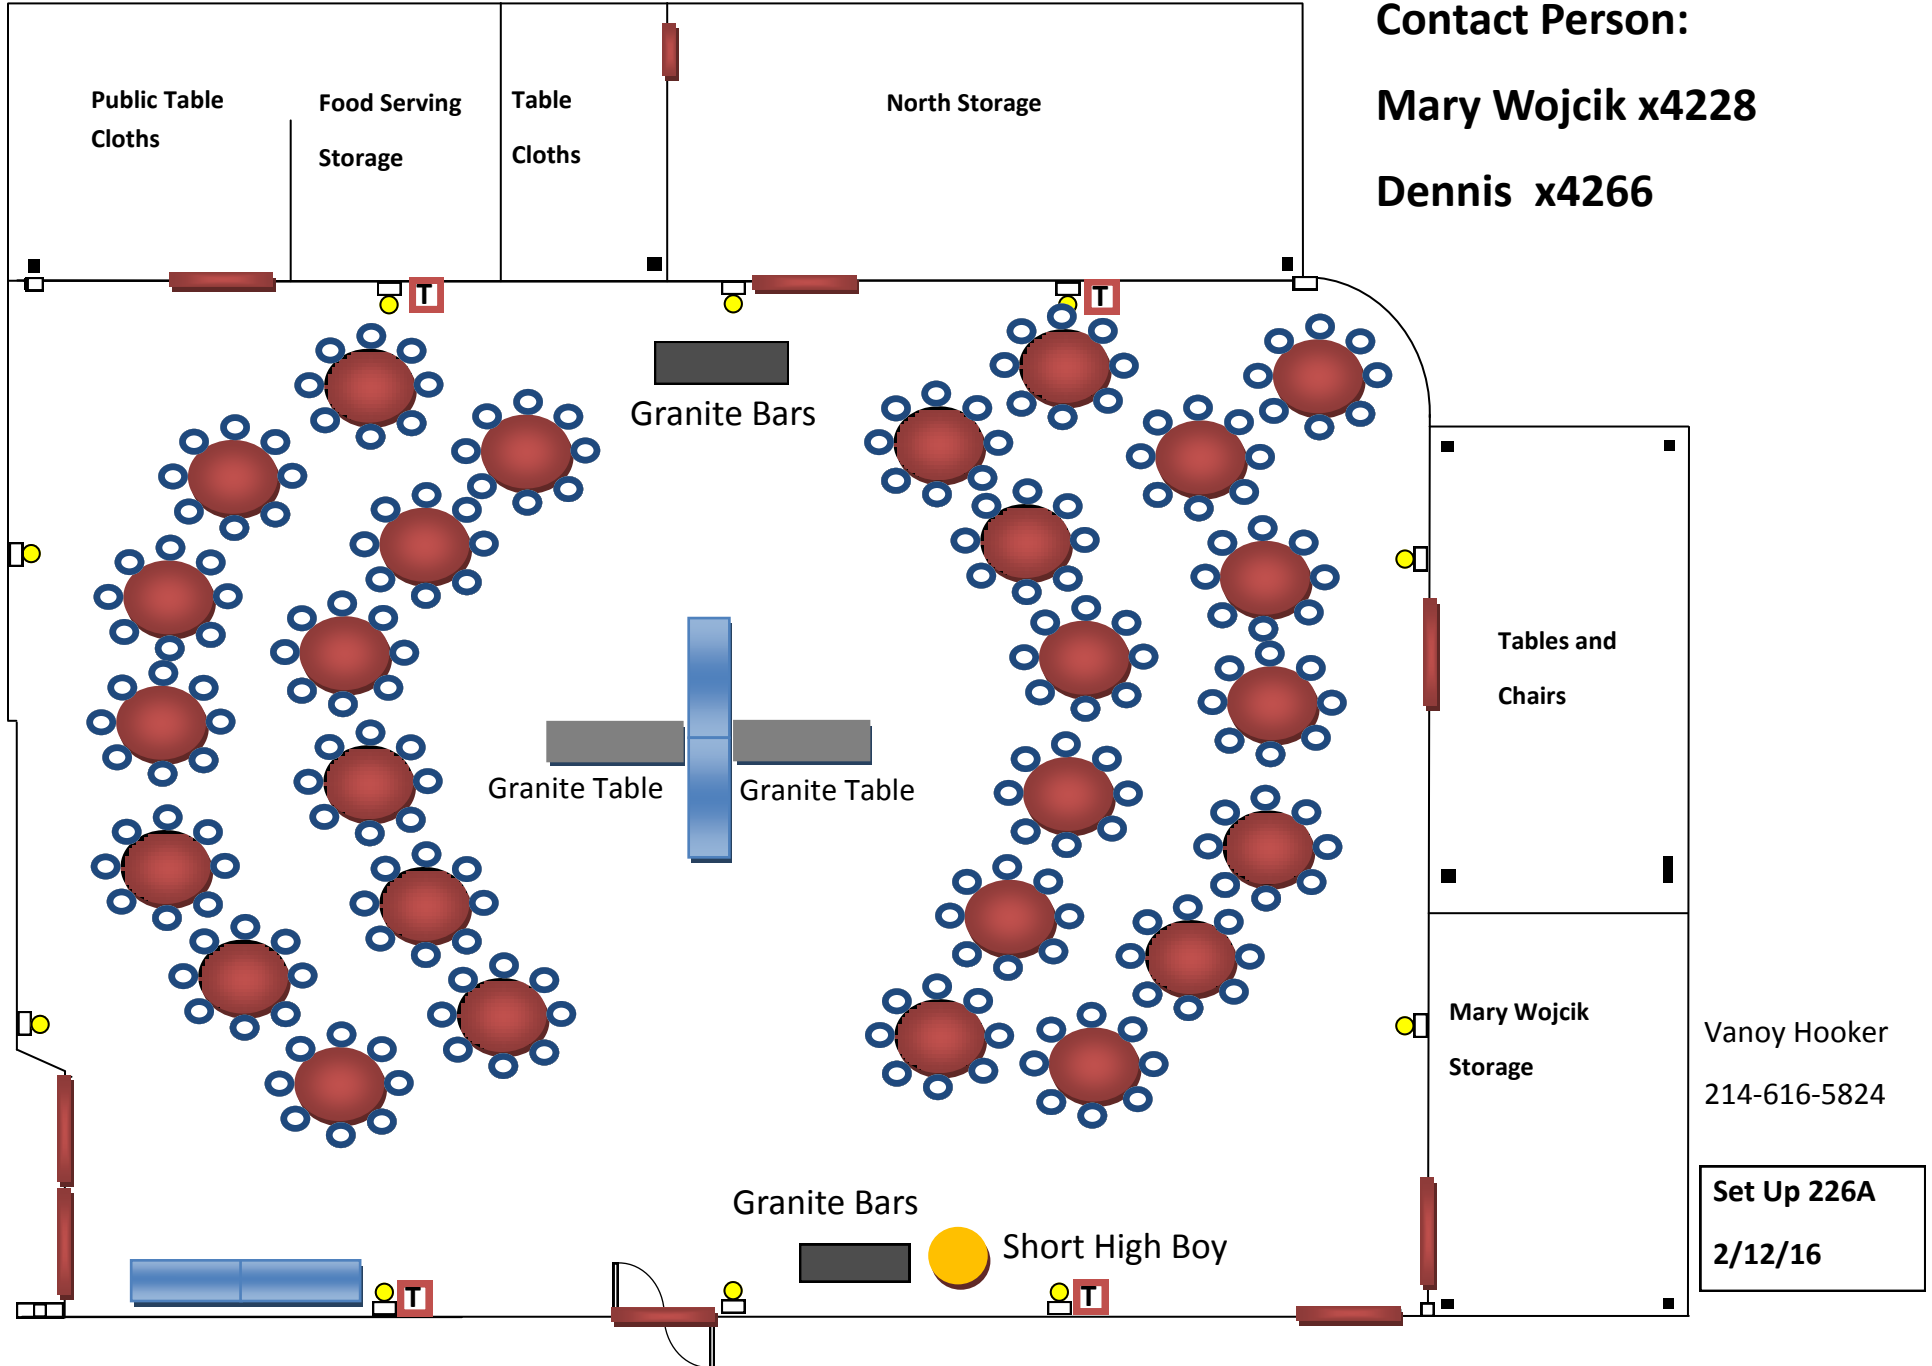 Contact Person:
Mary Wojcik x4228
Dennis  x4266
Public Table
Cloths
Food Serving
Storage
Table
Cloths
North Storage
T
T
Granite Bars
Tables and
Chairs
Granite Table
Granite Table
Mary Wojcik
Storage
Vanoy Hooker
214-616-5824
Granite Bars
Short High Boy
Set Up 226A
2/12/16
T
T